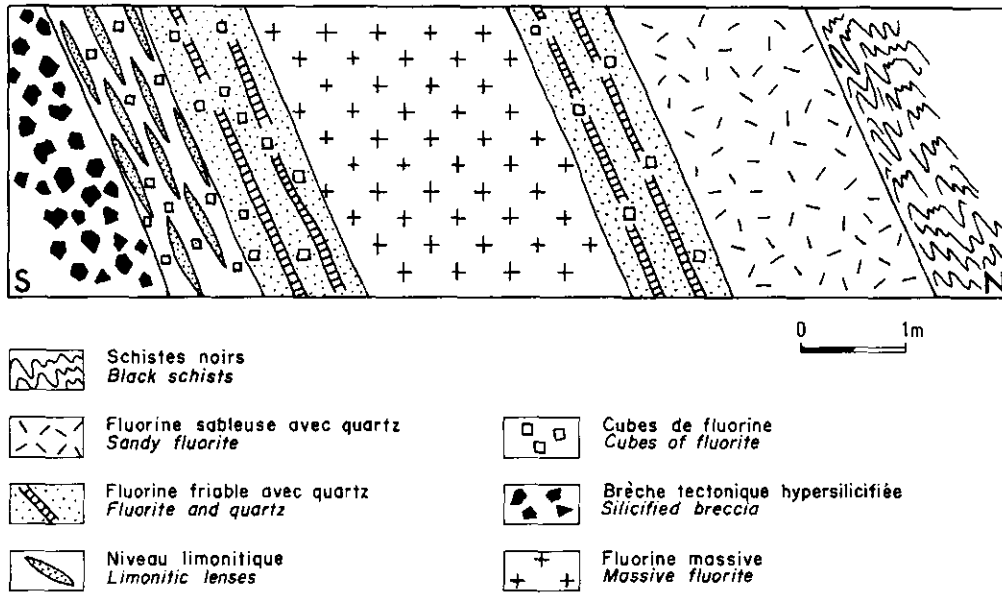 S
0 1m
Schistes noirs
Black schists
Fluorine sableuse avec quartz
Sandy fluorite
Fluorine friable avec quartz
Fluorite and quartz
Niveau limonitique
Limonitic lenses
Cubes de fluorine
Cubes of fluorite
Brèche tectonique hypersilicifiée
Silicified breccia
Fluorine massive
Massive fluorite